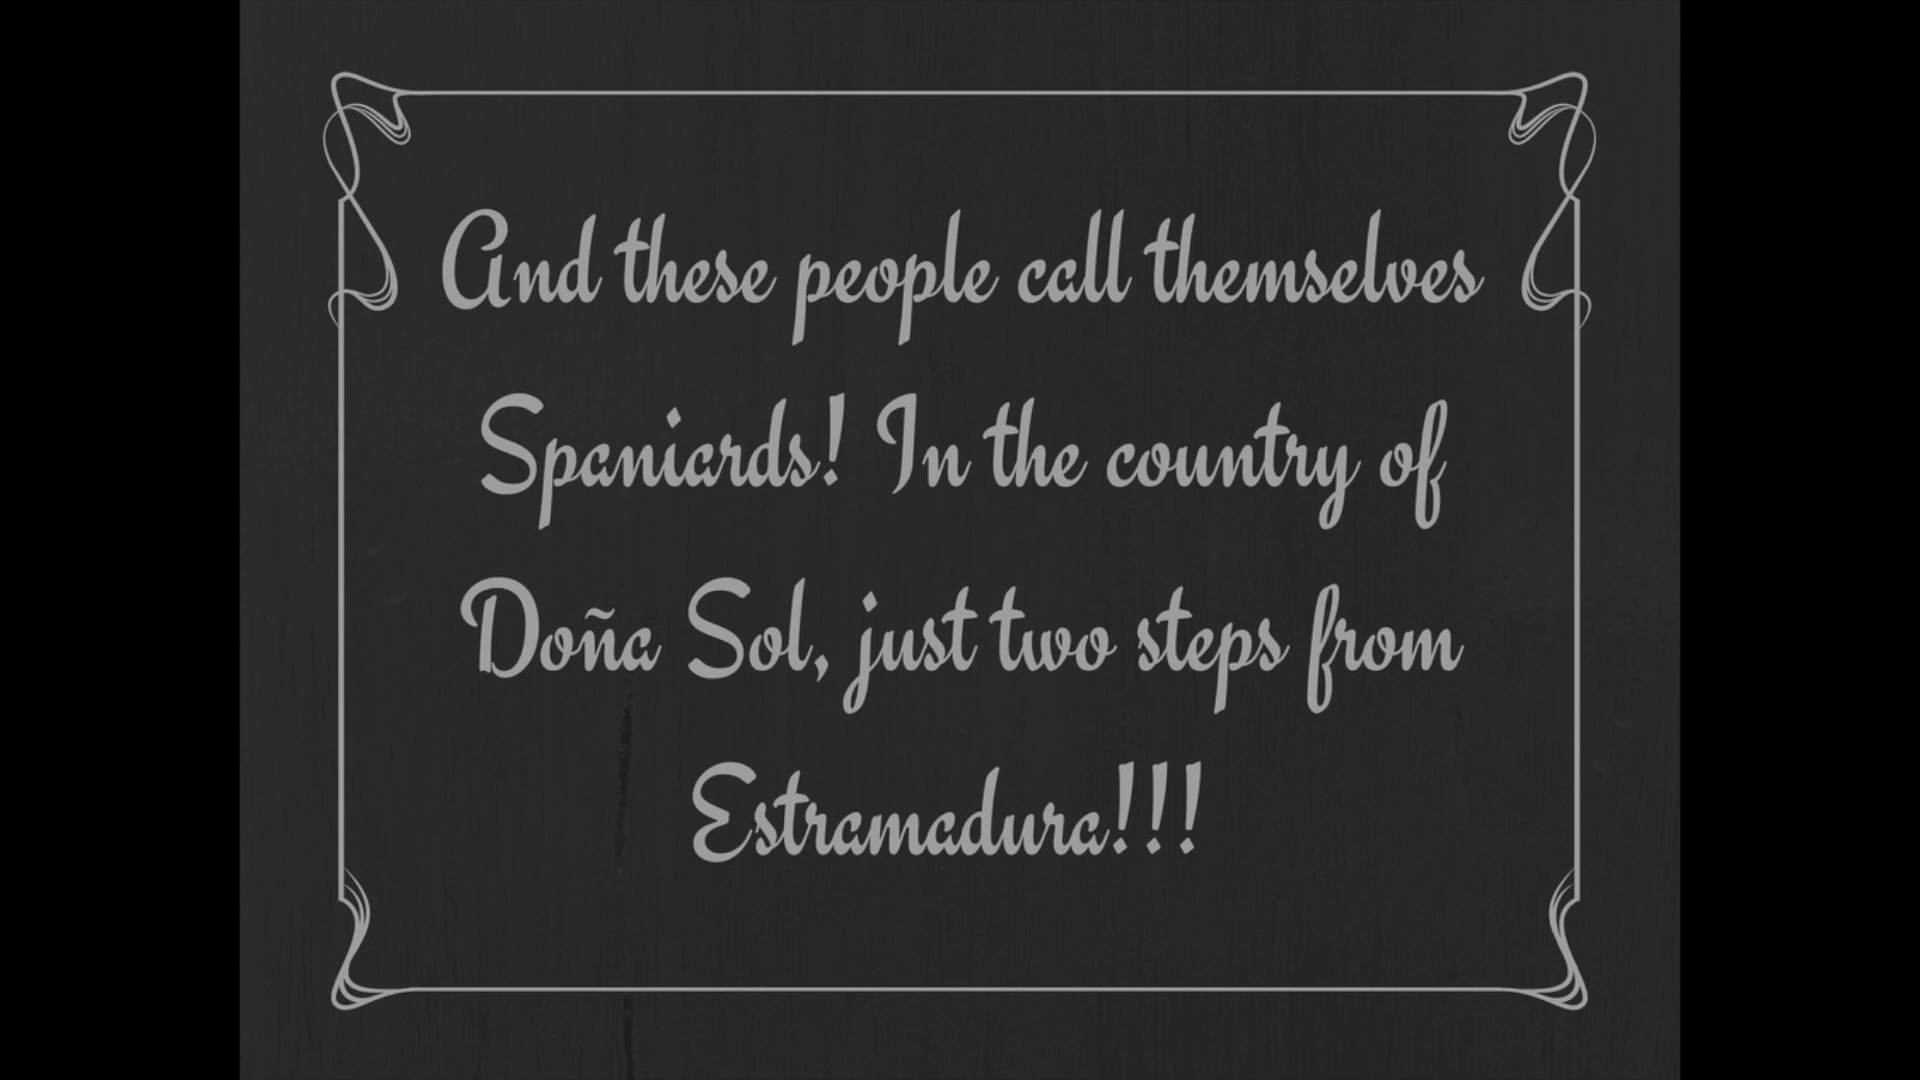 And these people call themselves
Spaniards! In the country of
Doña Sol, just two steps from
Estramadura!!!